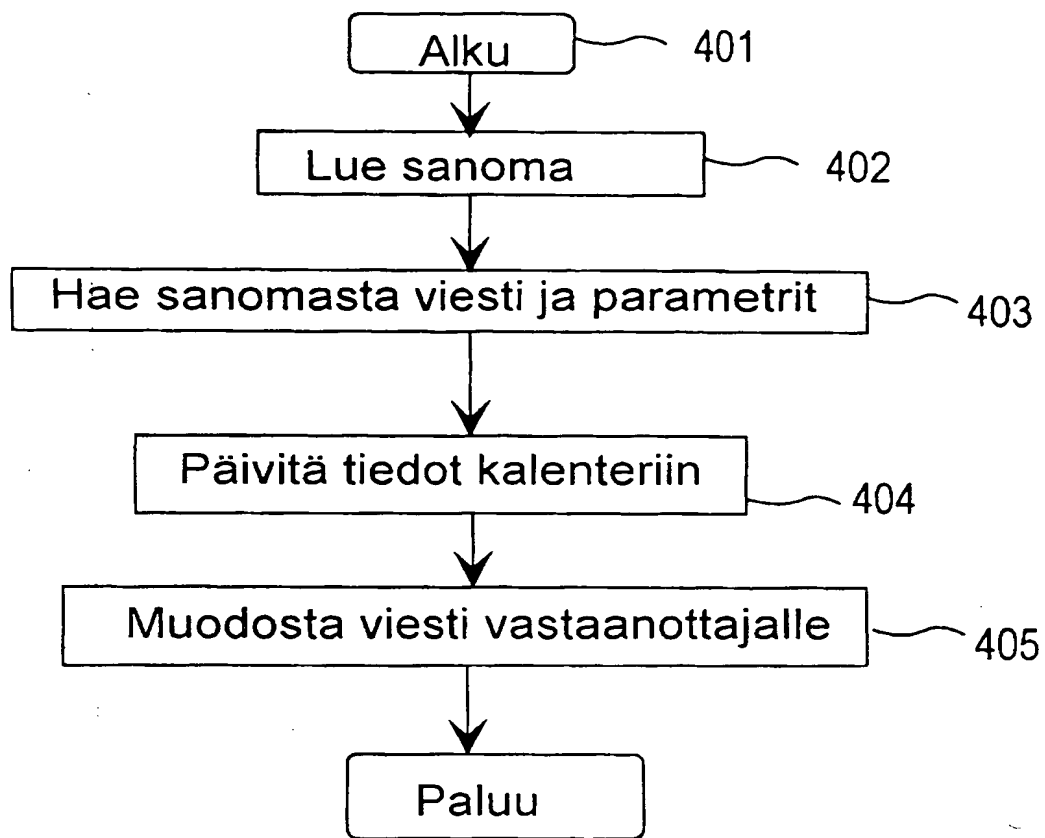 Alku
401
Lue sanoma
402
Hae sanomasta viesti ja parametrit
403
Päivitä tiedot kalenteriin
404
Muodosta viesti vastaanottajalle
405
Paluu